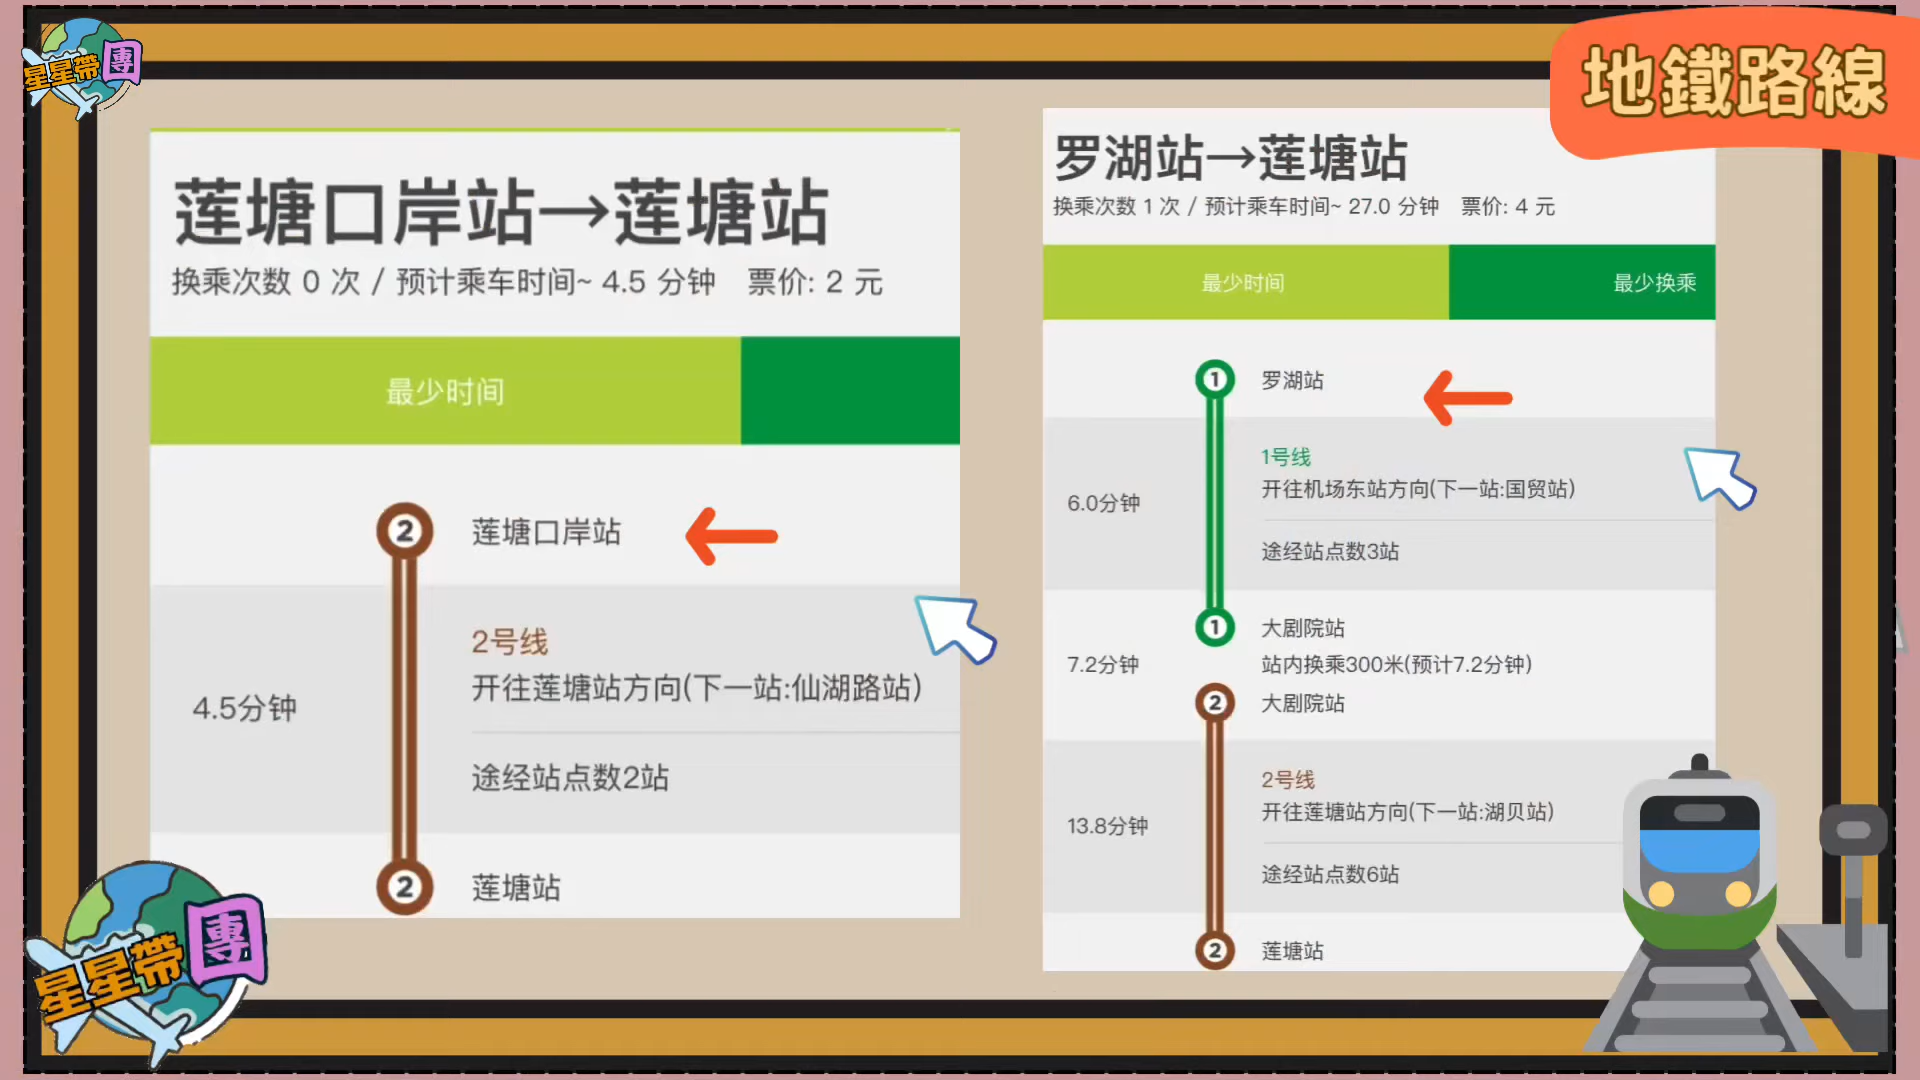 星星帶團
地鐵路線
莲塘口岸站→莲塘站
换乘次数 0 次 / 预计乘车时间~ 4.5 分钟 票价: 2 元
最少时间
2 莲塘口岸站
2号线
开往莲塘站方向(下一站:仙湖路站)
4.5分钟
途经站点数2站
2 莲塘站
罗湖站→莲塘站
换乘次数 1 次 / 预计乘车时间~ 27.0 分钟 票价: 4 元
最少时间 最少换乘
1 罗湖站
1号线
开往机场东站方向(下一站:国贸站)
6.0分钟
途经站点数3站
1 大剧院站
7.2分钟 站内换乘300米(预计7.2分钟)
2 大剧院站
2号线
开往莲塘站方向(下一站:湖贝站)
13.8分钟
途经站点数6站
2 莲塘站
星星帶團